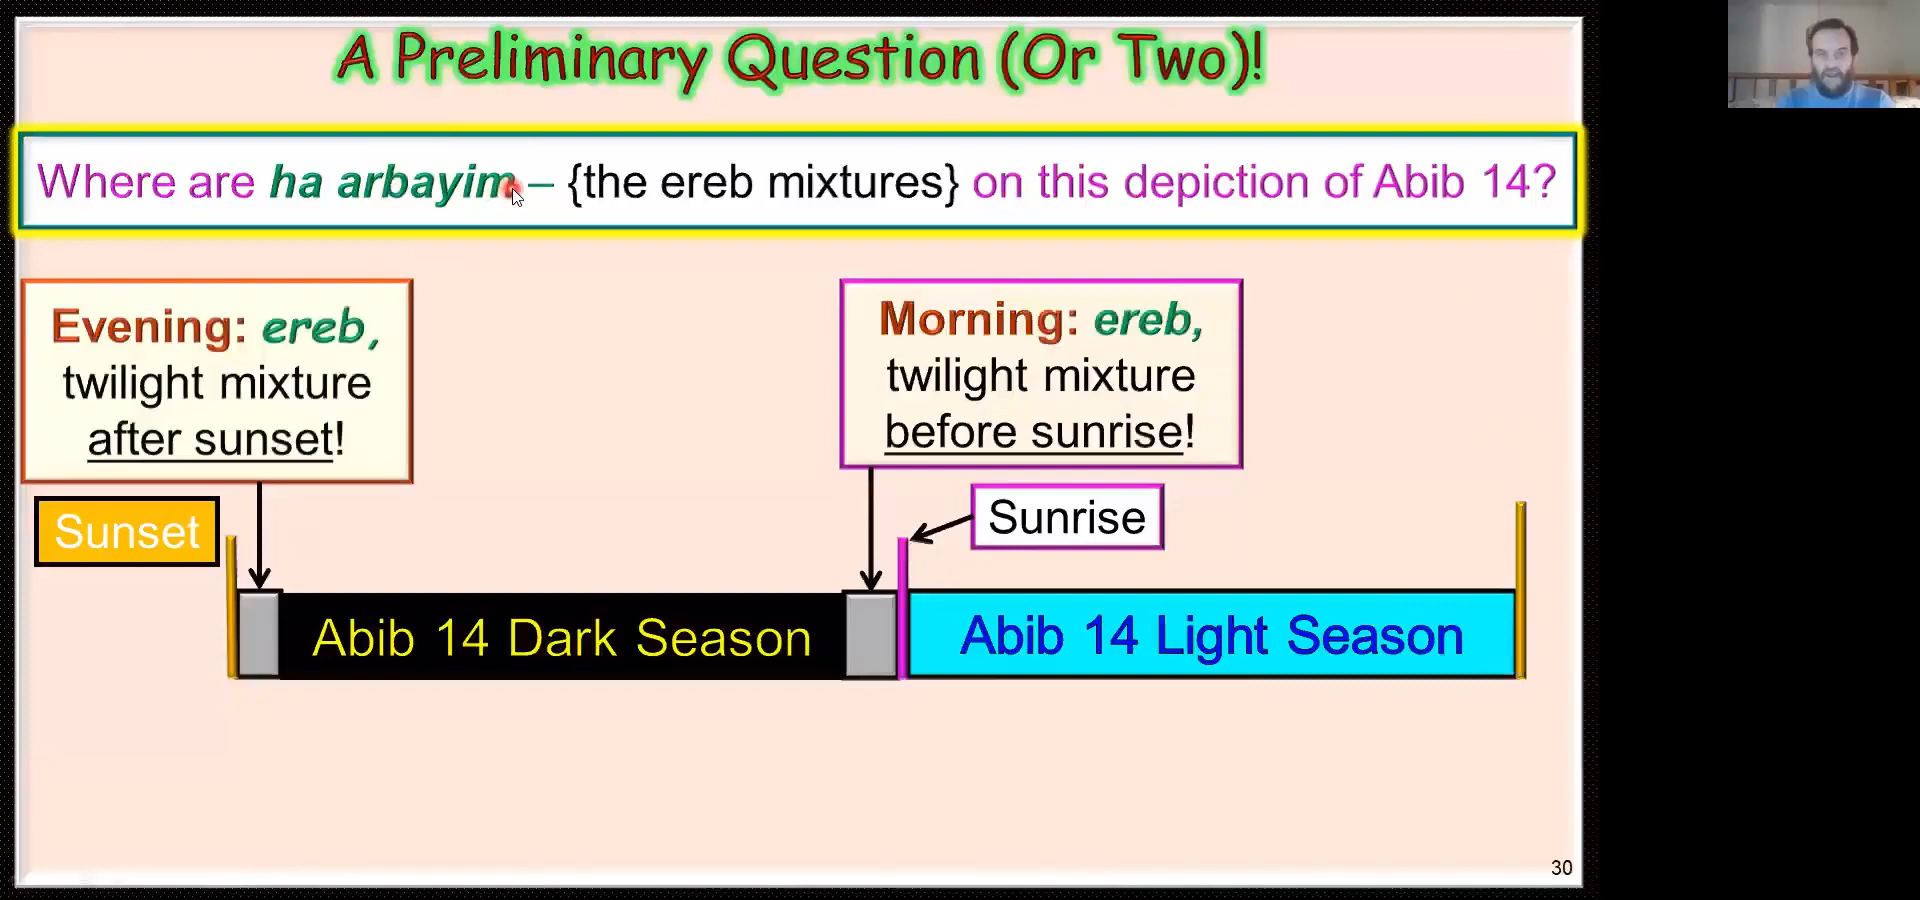 A Preliminary Question (Or Two)!
Where are ha arbayim – {the ereb mixtures} on this depiction of Abib 14?
Evening: ereb,
twilight mixture
after sunset!
Morning: ereb,
twilight mixture
before sunrise!
Sunset
Sunrise
Abib 14 Dark Season
Abib 14 Light Season
30